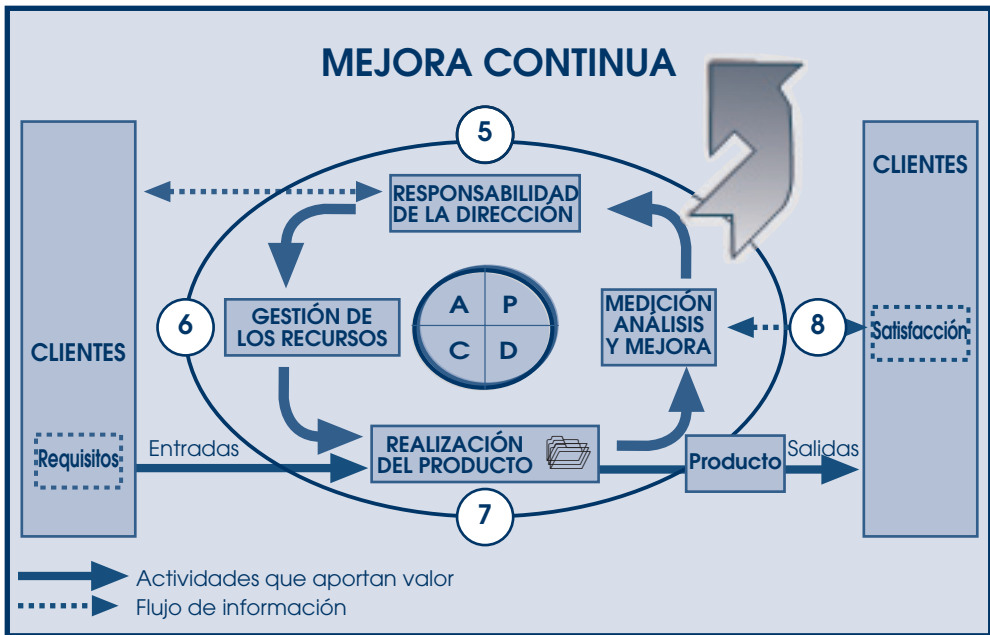 MEJORA CONTINUA
5
CLIENTES
RESPONSABILIDAD
DE LA DIRECCIÓN
6
GESTIÓN DE
LOS RECURSOS
A P
C D
MEDICIÓN
ANÁLISIS
Y MEJORA
8
Satisfacción
CLIENTES
Requisitos
Entradas
REALIZACIÓN
DEL PRODUCTO
Producto
Salidas
7
Actividades que aportan valor
Flujo de información